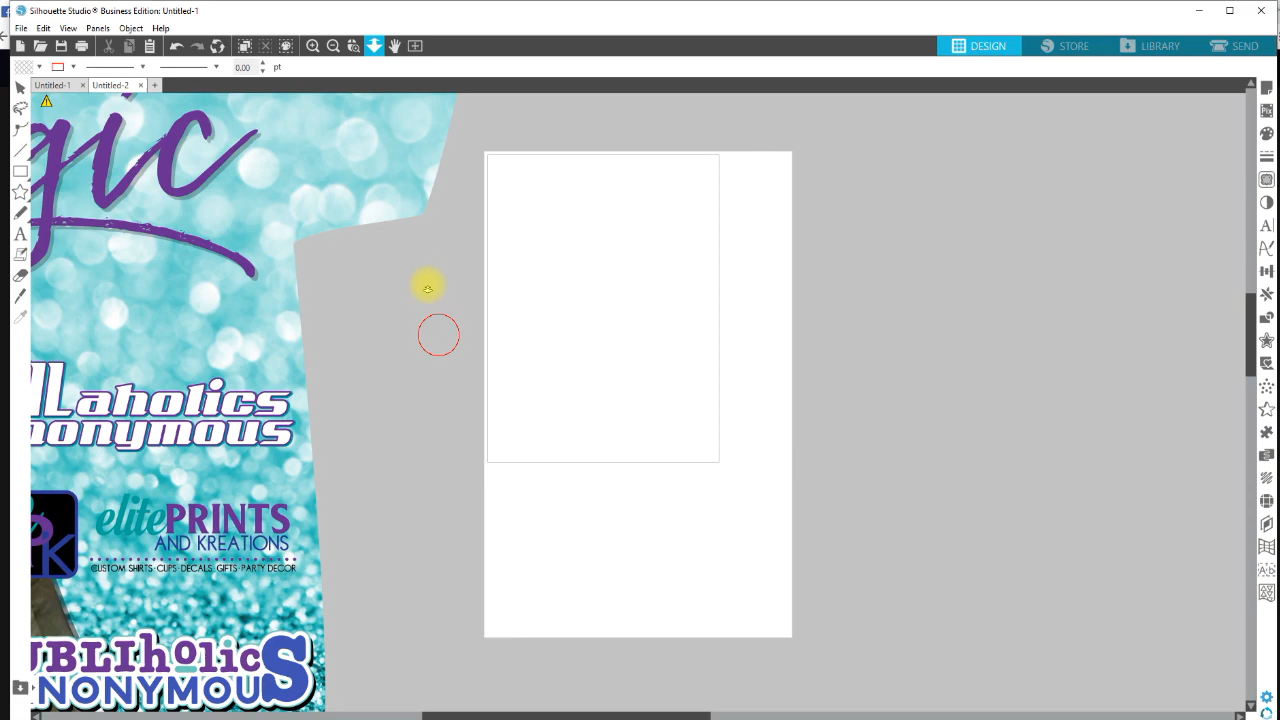 Silhouette Studio® Business Edition: Untitled-1
File Edit View Panels Object Help
DESIGN STORE LIBRARY SEND
0.00 pt
Untitled-1 × Untitled-2 × +
gic
aholics
nonymous
elitePRINTS
AND KREATIONS
CUSTOM SHIRTS·CUPS·DECALS·GIFTS·PARTY DECOR
UBLIholicS
NONYMOUS